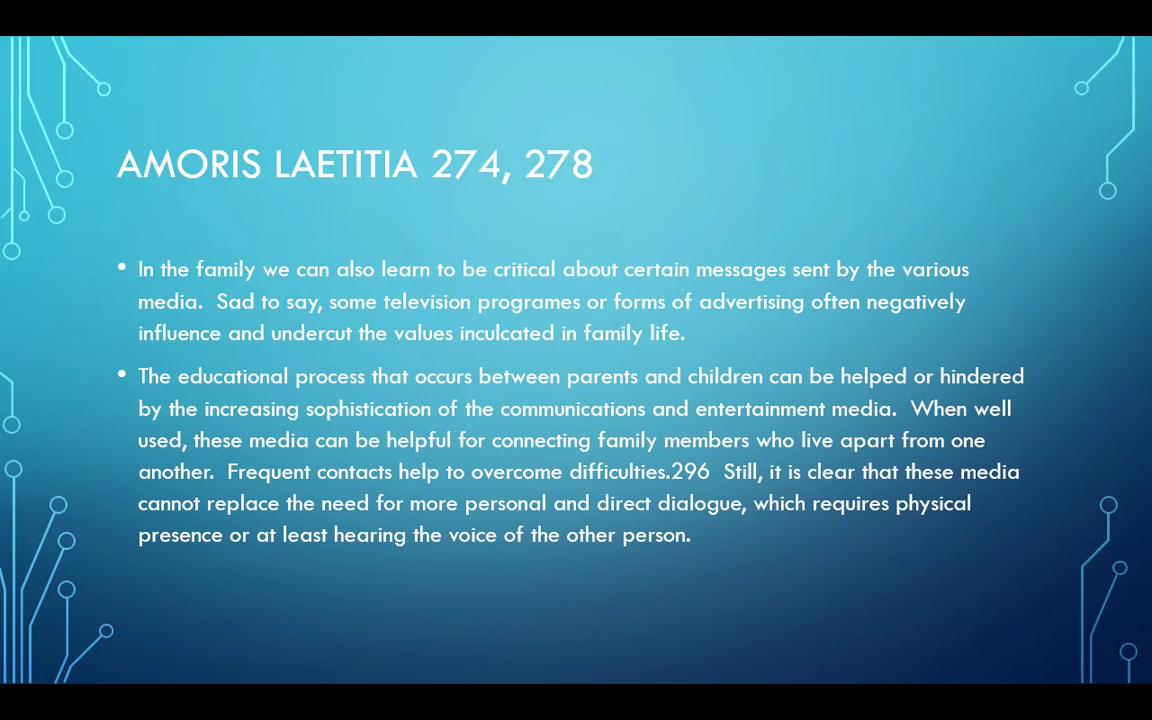 AMORIS LAETITIA 274, 278
• In the family we can also learn to be critical about certain messages sent by the various
media.  Sad to say, some television programes or forms of advertising often negatively
influence and undercut the values inculcated in family life.
• The educational process that occurs between parents and children can be helped or hindered
by the increasing sophistication of the communications and entertainment media.  When well
used, these media can be helpful for connecting family members who live apart from one
another.  Frequent contacts help to overcome difficulties.296  Still, it is clear that these media
cannot replace the need for more personal and direct dialogue, which requires physical
presence or at least hearing the voice of the other person.